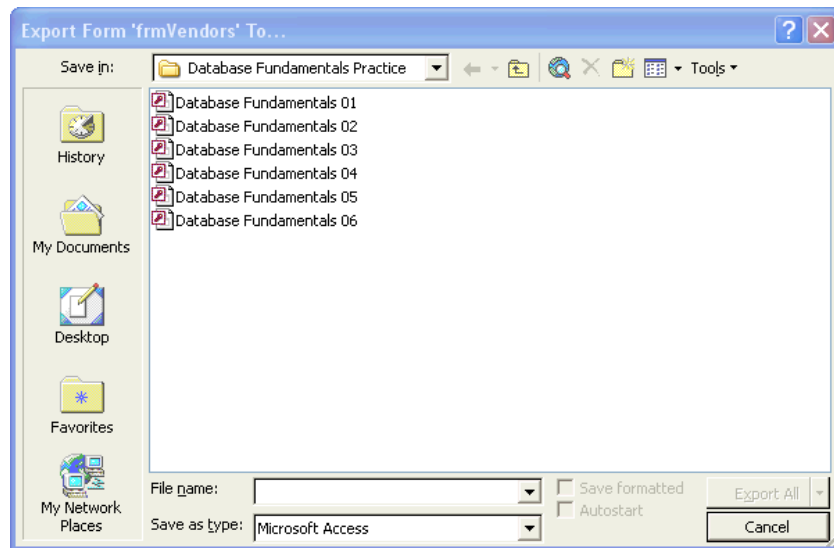 Export Form 'frmVendors' To...
Save in:
Database Fundamentals Practice
Tools
History
My Documents
Desktop
Favorites
My Network
Places
Database Fundamentals 01
Database Fundamentals 02
Database Fundamentals 03
Database Fundamentals 04
Database Fundamentals 05
Database Fundamentals 06
File name:
Save as type:
Microsoft Access
Save formatted
Autostart
Export All
Cancel